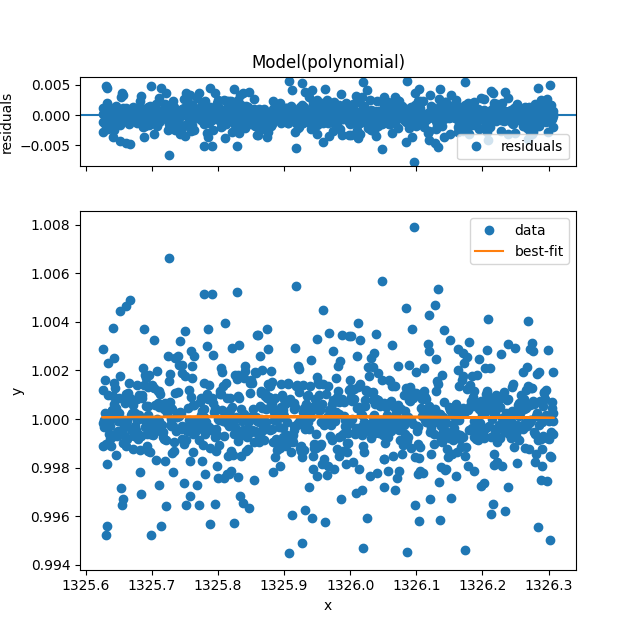 Model(polynomial)
0.005
0.000
−0.005
residuals
residuals
1.008
1.006
1.004
1.002
1.000
0.998
0.996
0.994
y
data
best-fit
1325.6 1325.7 1325.8 1325.9 1326.0 1326.1 1326.2 1326.3
x